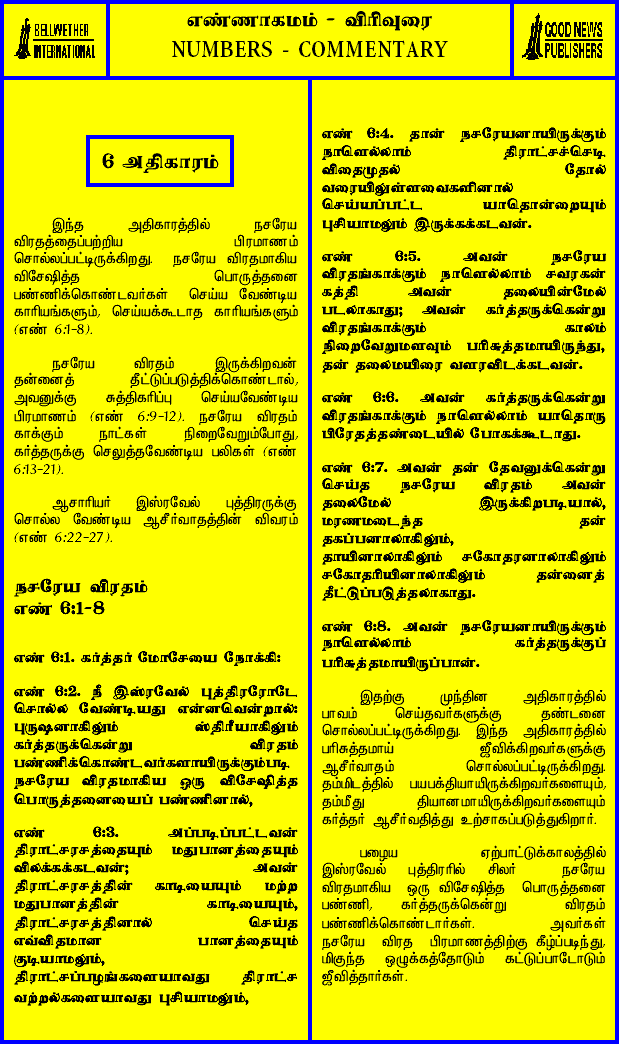 BELLWETHER
INTERNATIONAL
எண்ணாகமம் - விரிவுரை
NUMBERS - COMMENTARY
GOOD NEWS
PUBLISHERS
6 அதிகாரம்
இந்த அதிகாரத்தில் நசரேய
விரதத்தைப்பற்றிய பிரமாணம்
சொல்லப்பட்டிருக்கிறது. நசரேய விரதமாகிய
விசேஷித்த பொருத்தனை
பண்ணிக்கொண்டவர்கள் செய்ய வேண்டிய
காரியங்களும், செய்யக்கூடாத காரியங்களும்
(எண் 6:1-8).
நசரேய விரதம் இருக்கிறவன்
தன்னைத் தீட்டுப்படுத்திக்கொண்டால்,
அவனுக்கு சுத்திகரிப்பு செய்யவேண்டிய
பிரமாணம் (எண் 6:9-12). நசரேய விரதம்
காக்கும் நாட்கள் நிறைவேறும்போது,
கர்த்தருக்கு செலுத்தவேண்டிய பலிகள் (எண்
6:13-21).
ஆசாரியர் இஸ்ரவேல் புத்திரருக்கு
சொல்ல வேண்டிய ஆசீர்வாதத்தின் விவரம்
(எண் 6:22-27).
நசரேய விரதம்
எண் 6:1-8
எண் 6:1. கர்த்தர் மோசேயை நோக்கி:
எண் 6:2. நீ இஸ்ரவேல் புத்திரரோடே
சொல்ல வேண்டியது என்னவென்றால்:
புருஷனாகிலும் ஸ்திரீயாகிலும்
கர்த்தருக்கென்று விரதம்
பண்ணிக்கொண்டவர்களாயிருக்கும்படி
நசரேய விரதமாகிய ஒரு விசேஷித்த
பொருத்தனையைப் பண்ணினால்,
எண் 6:3. அப்படிப்பட்டவன்
திராட்சரசத்தையும் மதுபானத்தையும்
விலக்கக்கடவன்; அவன்
திராட்சரசத்தின் காடியையும் மற்ற
மதுபானத்தின் காடியையும்,
திராட்சரசத்தினால் செய்த
எவ்விதமான பானத்தையும்
குடியாமலும்,
திராட்சப்பழங்களையாவது திராட்ச
வற்றல்களையாவது புசியாமலும்,
எண் 6:4. தான் நசரேயனாயிருக்கும்
நாளெல்லாம் திராட்சச்செடி
விதைமுதல் தோல்
வரையிலுள்ளவைகளினால்
செய்யப்பட்ட யாதொன்றையும்
புசியாமலும் இருக்கக்கடவன்.
எண் 6:5. அவன் நசரேய
விரதங்காக்கும் நாளெல்லாம் சவரகன்
கத்தி அவன் தலையின்மேல்
படலாகாது; அவன் கர்த்தருக்கென்று
விரதங்காக்கும் காலம்
நிறைவேறுமளவும் பரிசுத்தமாயிருந்து,
தன் தலைமயிரை வளரவிடக்கடவன்.
எண் 6:6. அவன் கர்த்தருக்கென்று
விரதங்காக்கும் நாளெல்லாம் யாதொரு
பிரேதத்தண்டையில் போகக்கூடாது.
எண் 6:7. அவன் தன் தேவனுக்கென்று
செய்த நசரேய விரதம் அவன்
தலைமேல் இருக்கிறபடியால்,
மரணமடைந்த தன்
தகப்பனாலாகிலும்,
தாயினாலாகிலும் சகோதரனாலாகிலும்
சகோதரியினாலாகிலும் தன்னைத்
தீட்டுப்படுத்தலாகாது.
எண் 6:8. அவன் நசரேயனாயிருக்கும்
நாளெல்லாம் கர்த்தருக்குப்
பரிசுத்தமாயிருப்பான்.
இதற்கு முந்தின அதிகாரத்தில்
பாவம் செய்தவர்களுக்கு தண்டனை
சொல்லப்பட்டிருக்கிறது. இந்த அதிகாரத்தில்
பரிசுத்தமாய் ஜீவிக்கிறவர்களுக்கு
ஆசீர்வாதம் சொல்லப்பட்டிருக்கிறது.
தம்மிடத்தில் பயபக்தியாயிருக்கிறவர்களையும்,
தம்மீது தியானமாயிருக்கிறவர்களையும்
கர்த்தர் ஆசீர்வதித்து உற்சாகப்படுத்துகிறார்.
பழைய ஏற்பாட்டுக்காலத்தில்
இஸ்ரவேல் புத்திரரில் சிலர் நசரேய
விரதமாகிய ஒரு விசேஷித்த பொருத்தனை
பண்ணி, கர்த்தருக்கென்று விரதம்
பண்ணிக்கொண்டார்கள். அவர்கள்
நசரேய விரத பிரமாணத்திற்கு கீழ்ப்படிந்து,
மிகுந்த ஒழுக்கத்தோடும் கட்டுப்பாடோடும்
ஜீவித்தார்கள்.